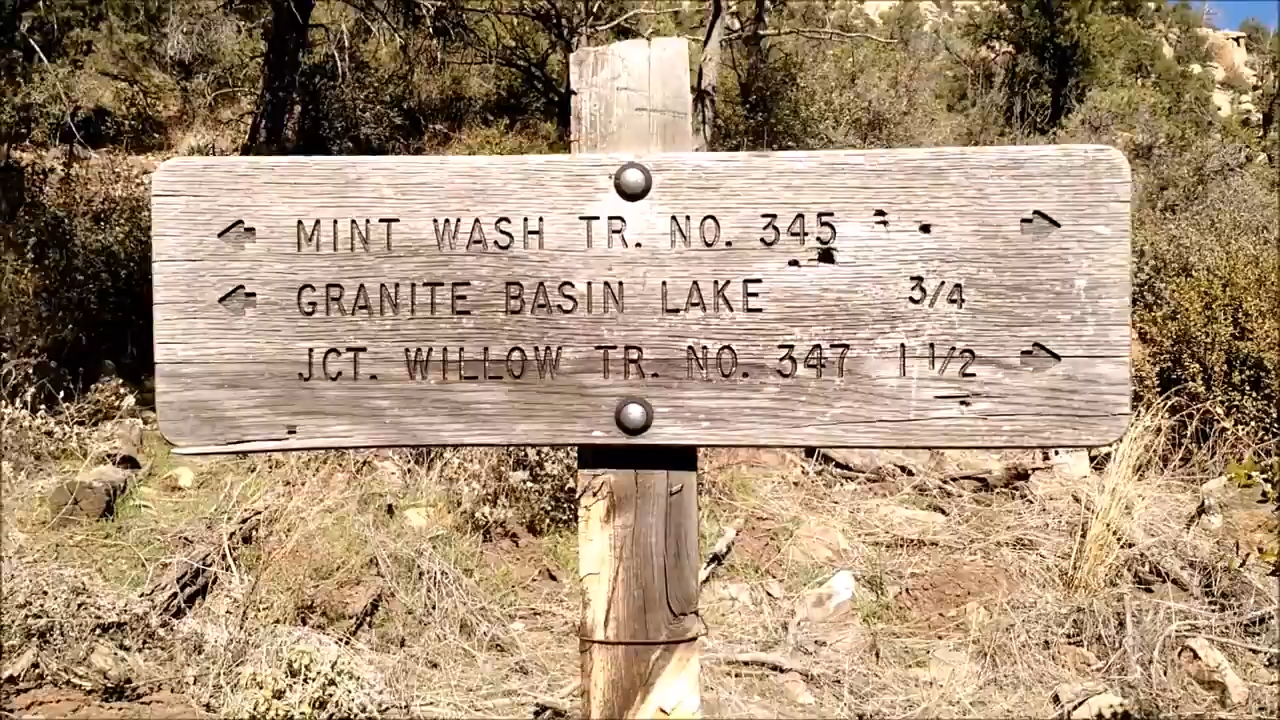 MINT WASH TR. NO. 345
GRANITE BASIN LAKE 3/4
JCT. WILLOW TR. NO. 347 1 1/2